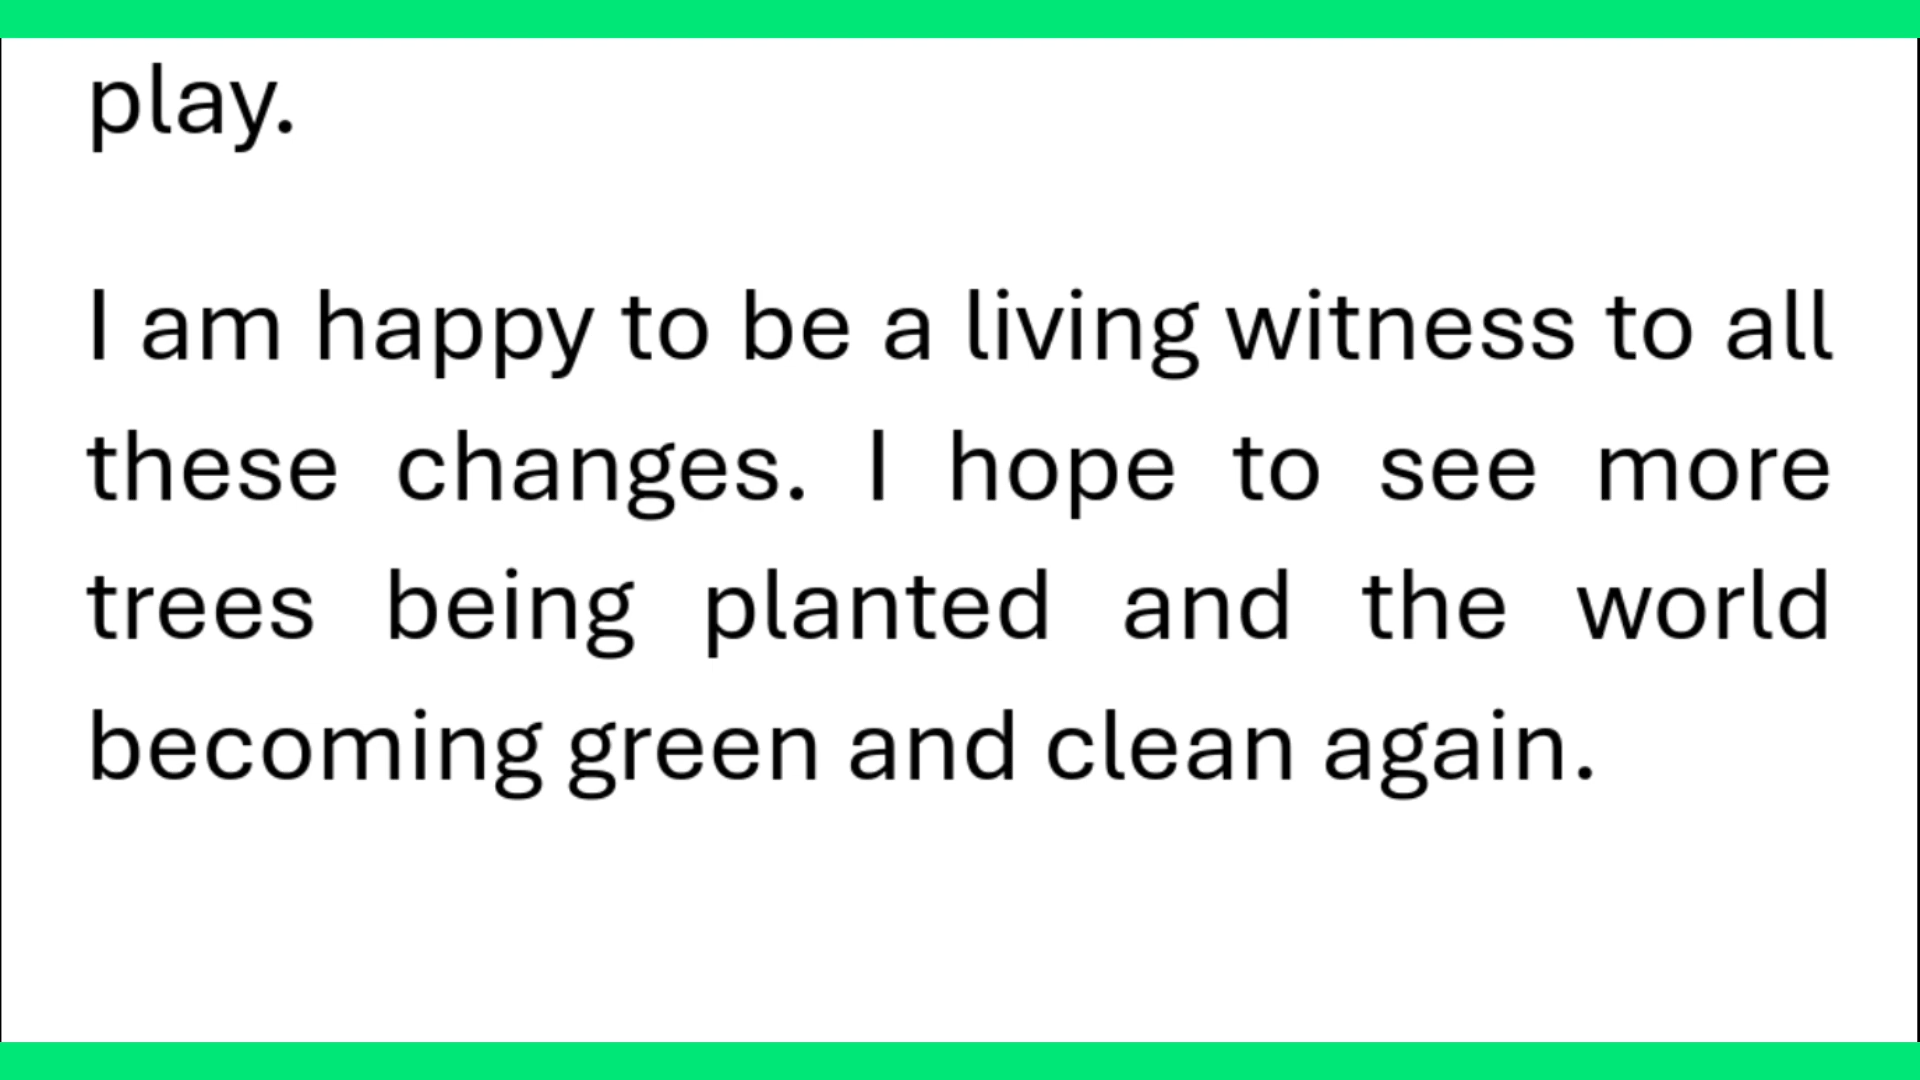 play.
I am happy to be a living witness to all
these changes. I hope to see more
trees being planted and the world
becoming green and clean again.